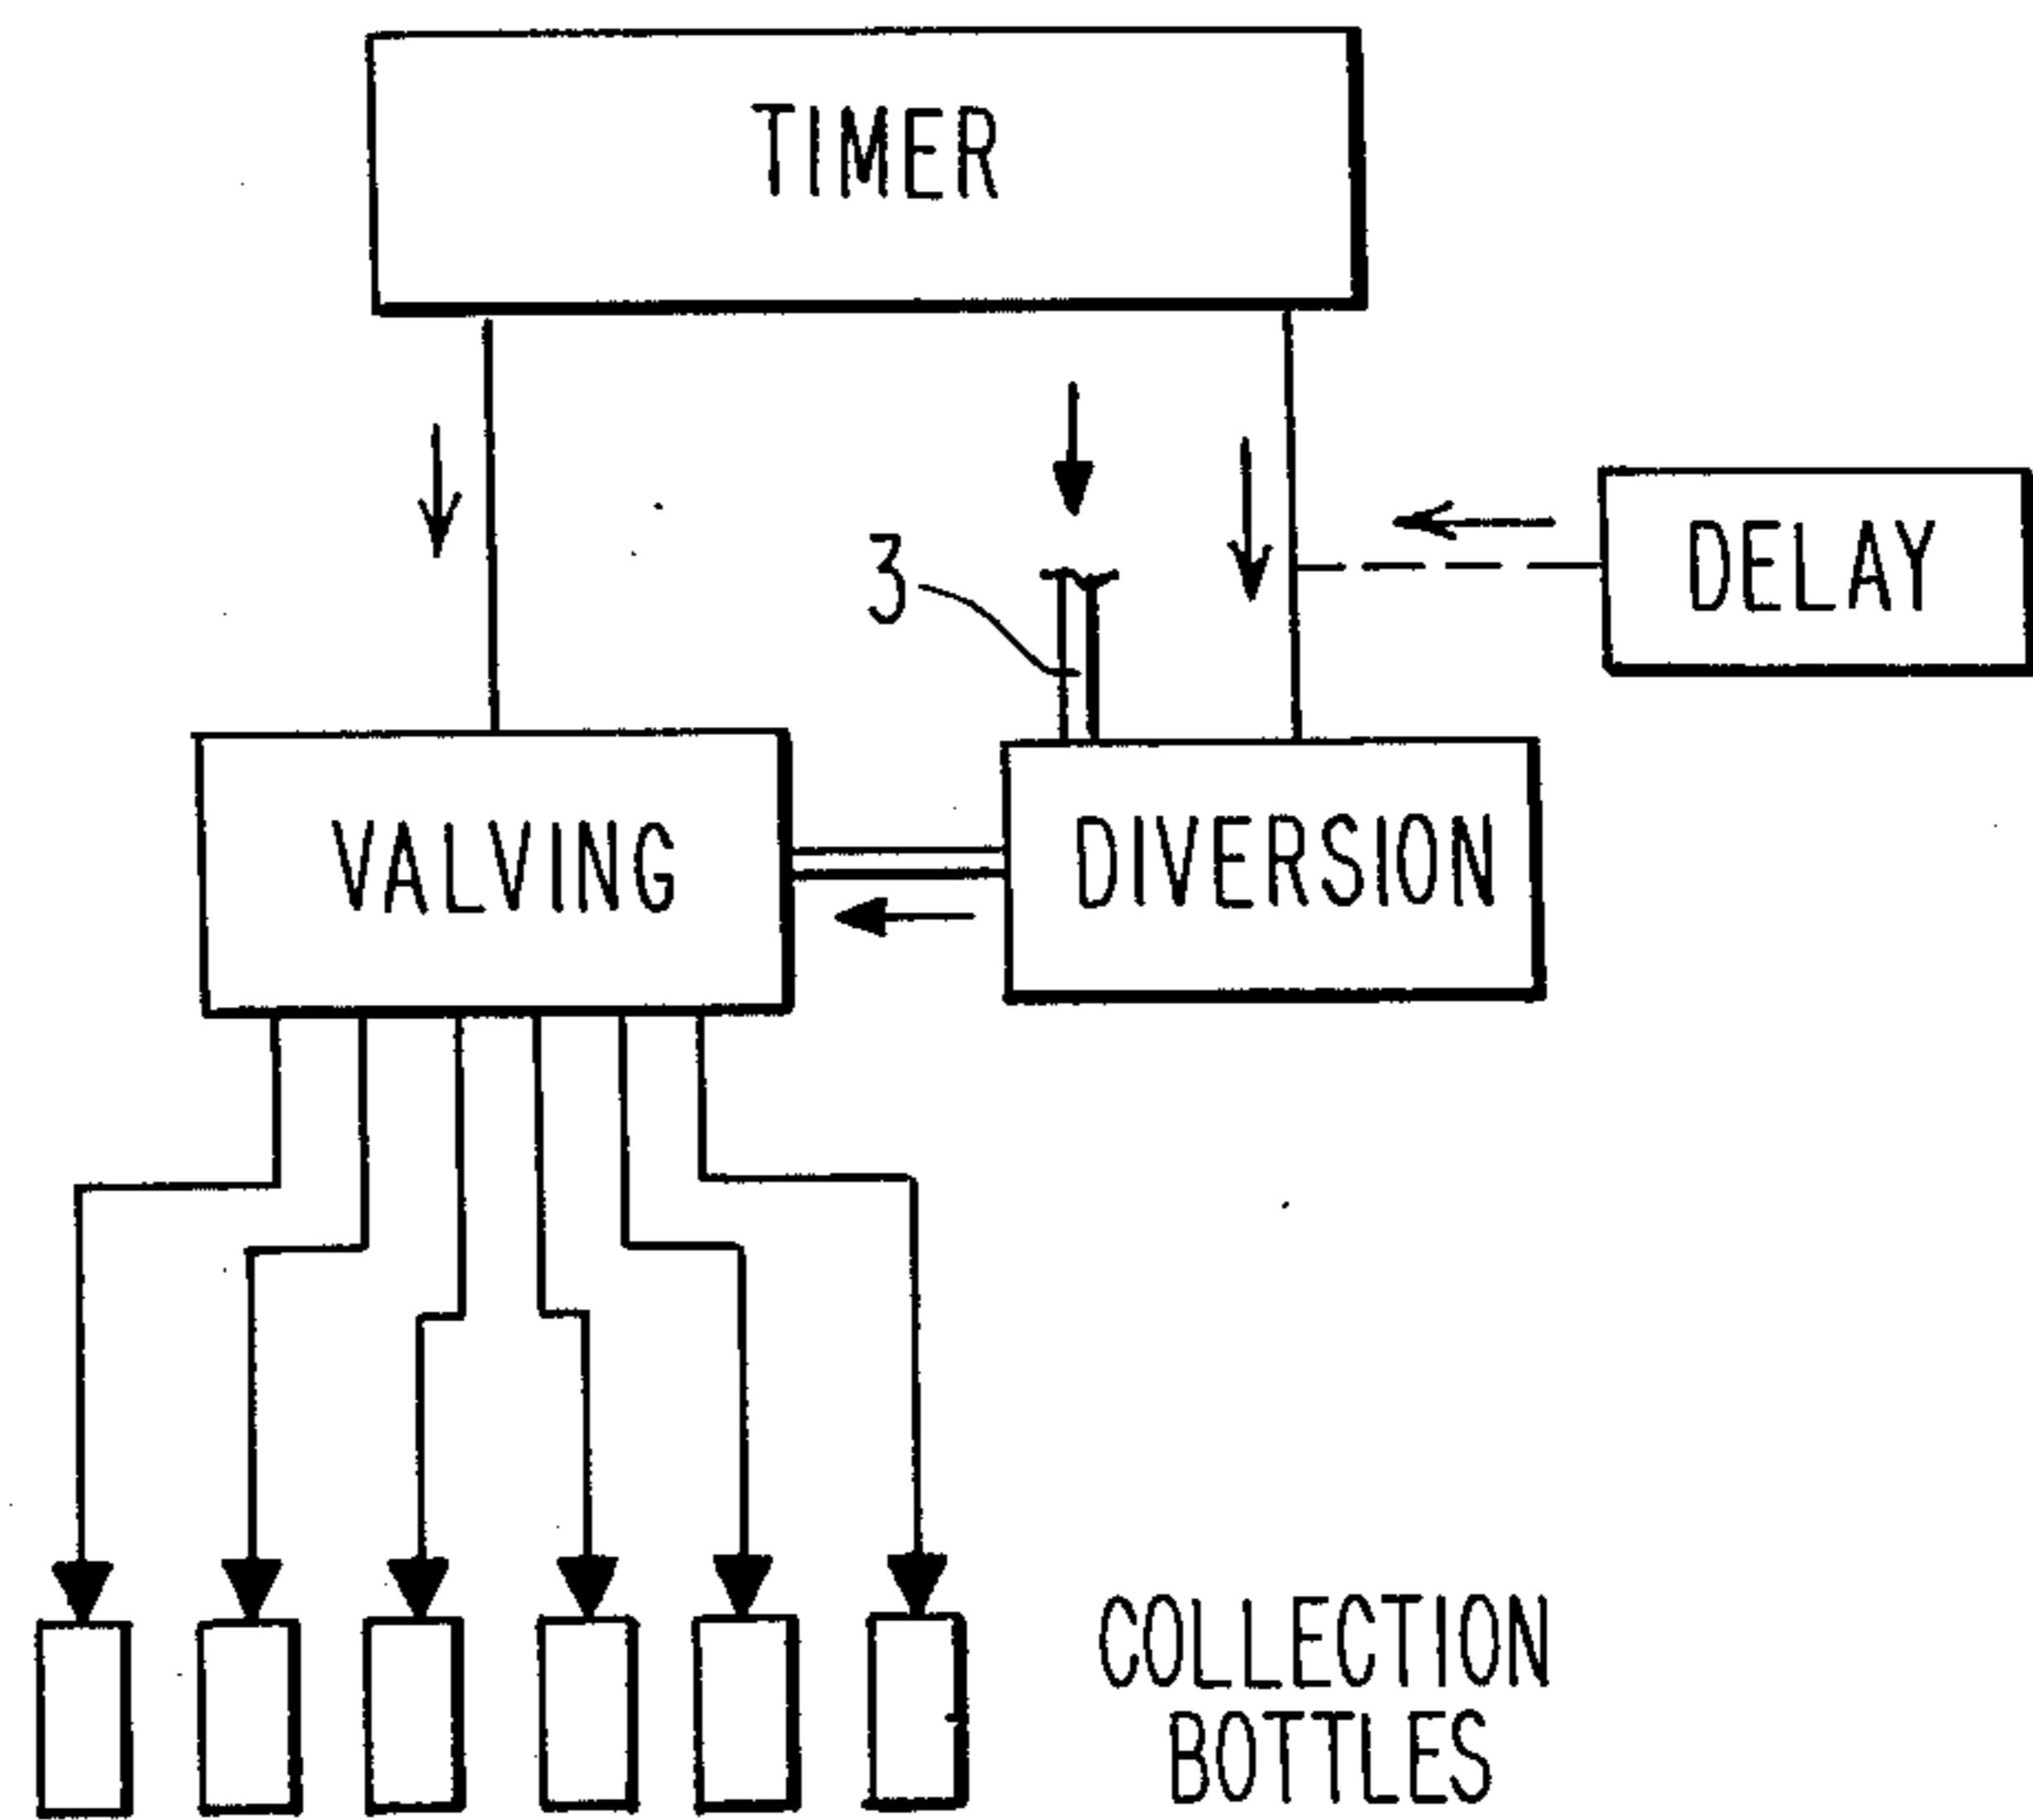 TIMER
3
DELAY
VALVING
DIVERSION
COLLECTION
BOTTLES